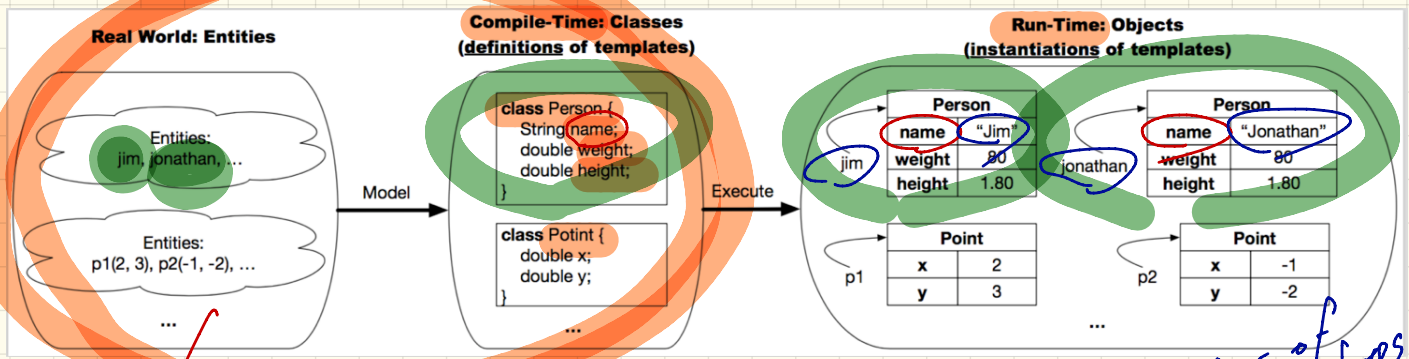 Real World: Entities
Entities:
jim, jonathan, ...
Entities:
p1(2, 3), p2(-1, -2), ...
...
Model
Compile-Time: Classes
(definitions of templates)
class Person {
String name;
double weight;
double height;
}
class Potint {
double x;
double y;
}
...
Execute
Run-Time: Objects
(instantiations of templates)
jim
Person
name "Jim"
weight 80
height 1.80
jonathan
Person
name "Jonathan"
weight 80
height 1.80
p1
Point
x 2
y 3
p2
Point
x -1
y -2
...
of